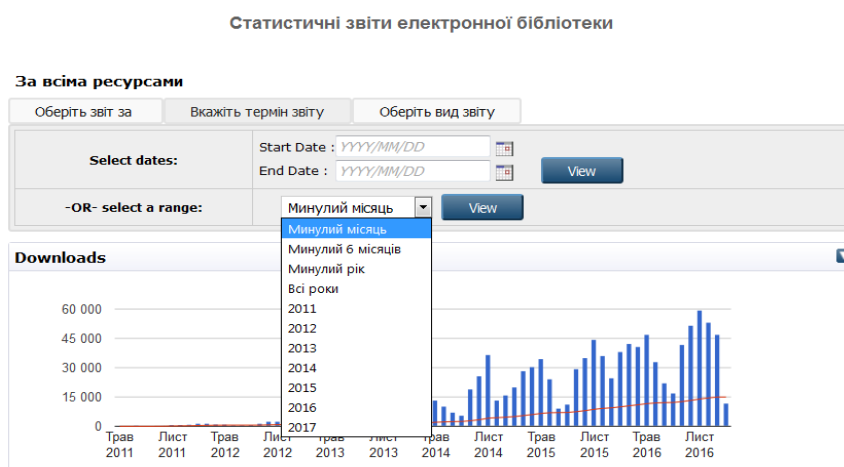 Статистичні звіти електронної бібліотеки
За всіма ресурсами
Оберіть звіт за Вкажіть термін звіту Оберіть вид звіту
Select dates:
Start Date : YYYY/MM/DD
End Date : YYYY/MM/DD
View
-OR- select a range: Минулий місяць View
Минулий місяць
Минулий 6 місяців
Минулий рік
Всі роки
2011
2012
2013
2014
2015
2016
2017
Downloads
60 000
45 000
30 000
15 000
0
Трав Лист Трав Лист Трав Лист Трав Лист Трав Лист Трав Лист
2011 2011 2012 2012 2013 2013 2014 2014 2015 2015 2016 2016